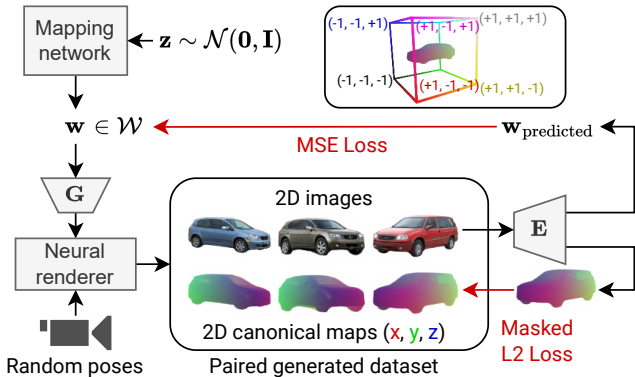 Mapping
network
z ∼ N(0, I)
(-1, -1, +1)
(+1, -1, +1)
(+1, +1, +1)
(-1, -1, -1)
(+1, -1, -1)
(+1, +1, -1)
w ∈ W
MSE Loss
w_predicted
G
2D images
E
Neural
renderer
2D canonical maps (x, y, z)
Masked
L2 Loss
Random poses
Paired generated dataset